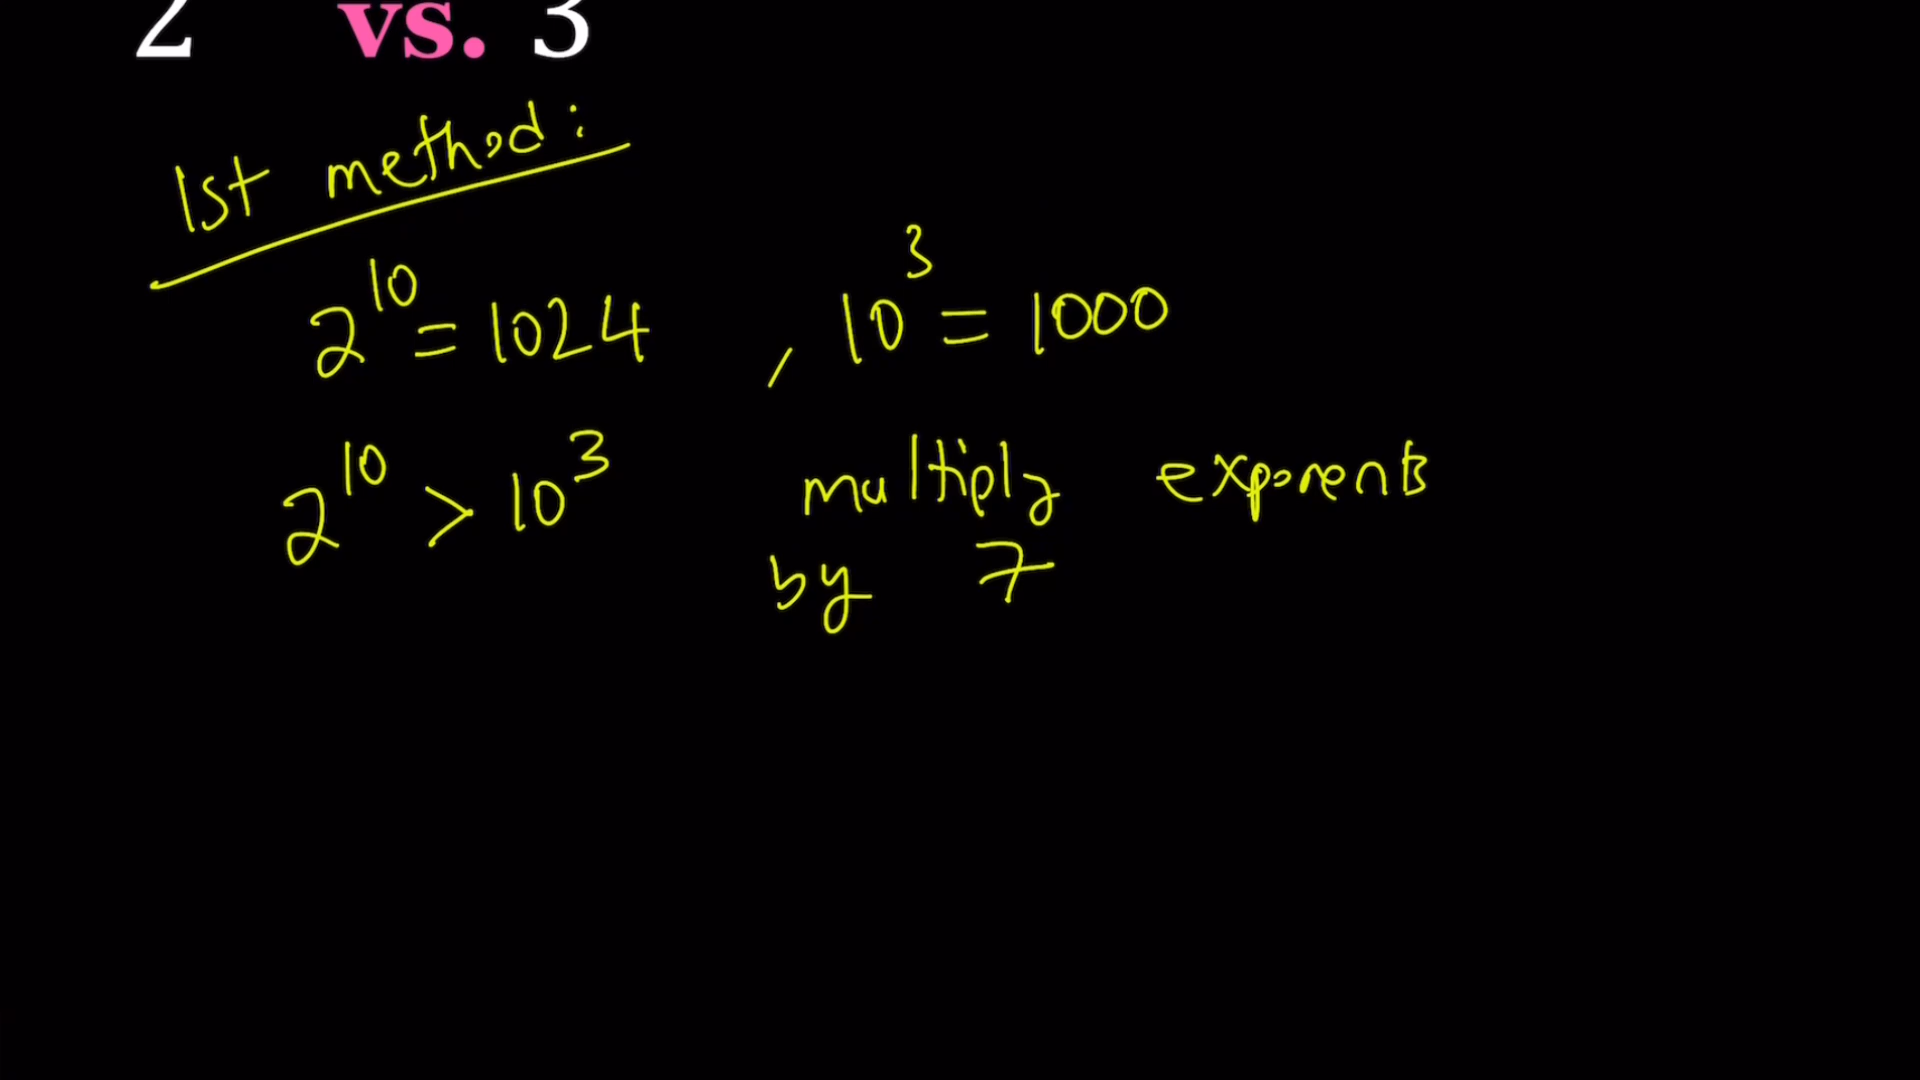 2 vs. 3
1st method:
2^10 = 1024 , 10^3 = 1000
2^10 > 10^3 multiply exponents
by 7